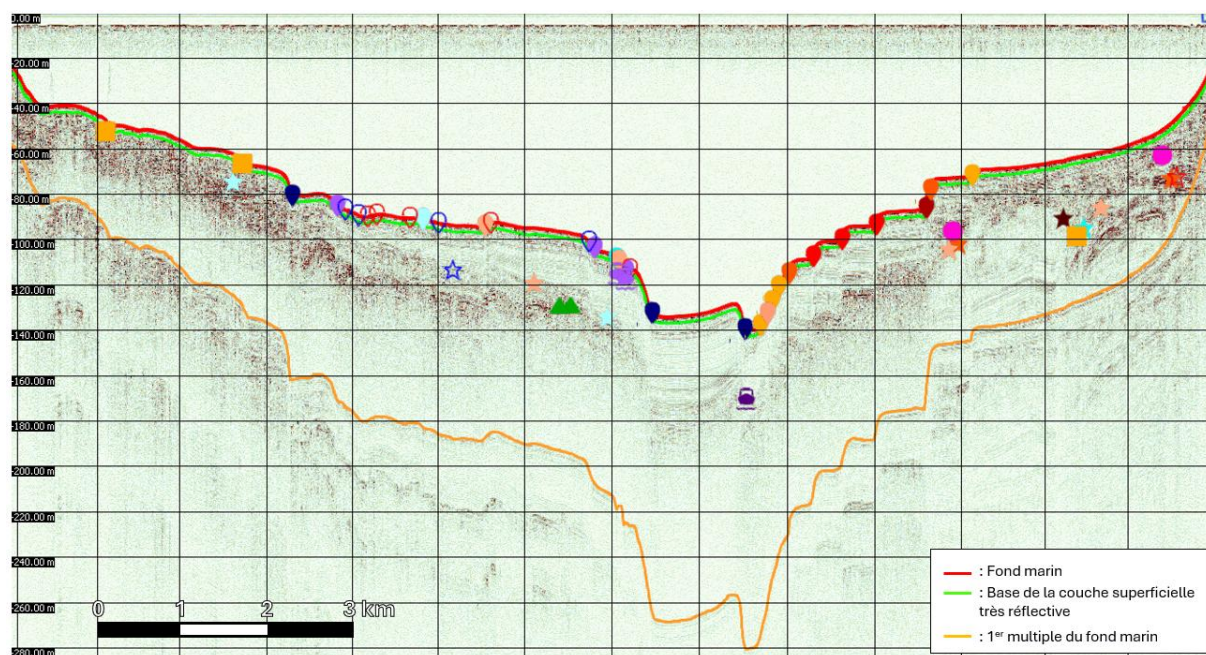 0.00 m
-20.00 m
-40.00 m
-60.00 m
-80.00 m
-100.00 m
-120.00 m
-140.00 m
-160.00 m
-180.00 m
-200.00 m
-220.00 m
-240.00 m
-260.00 m
-280.00 m
0 1 2 3 km
: Fond marin
: Base de la couche superficielle
très réflective
: 1er multiple du fond marin